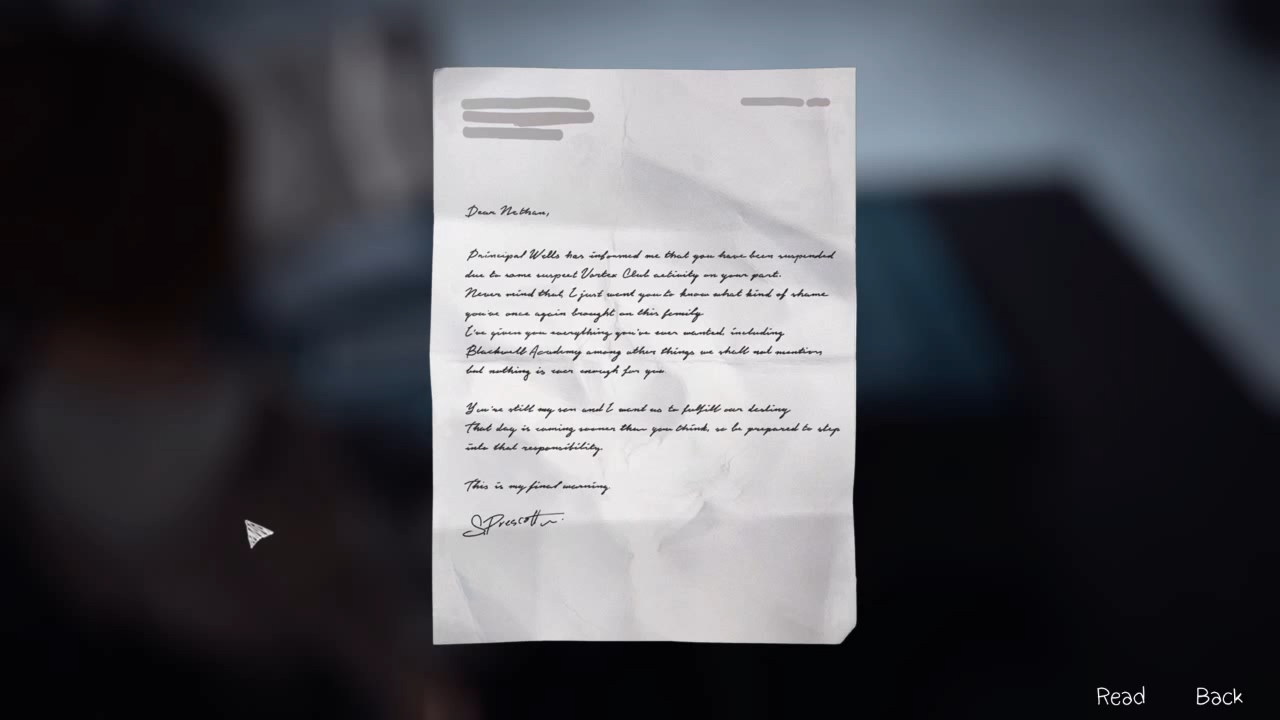 Dear Nathan,
Principal Wells has informed me that you have been suspended
due to some suspect Vortex Club activity on your part.
Never mind that, I just want you to know what kind of shame
you've once again brought on this family
I've given you everything you've ever wanted including
Blackwell Academy among other things we shall not mention
but nothing is ever enough for you
You're still my son and I want us to fulfill our destiny
That day is coming sooner than you think, so be prepared to step
into that responsibility.
This is my final warning
S.Prescott
Read Back